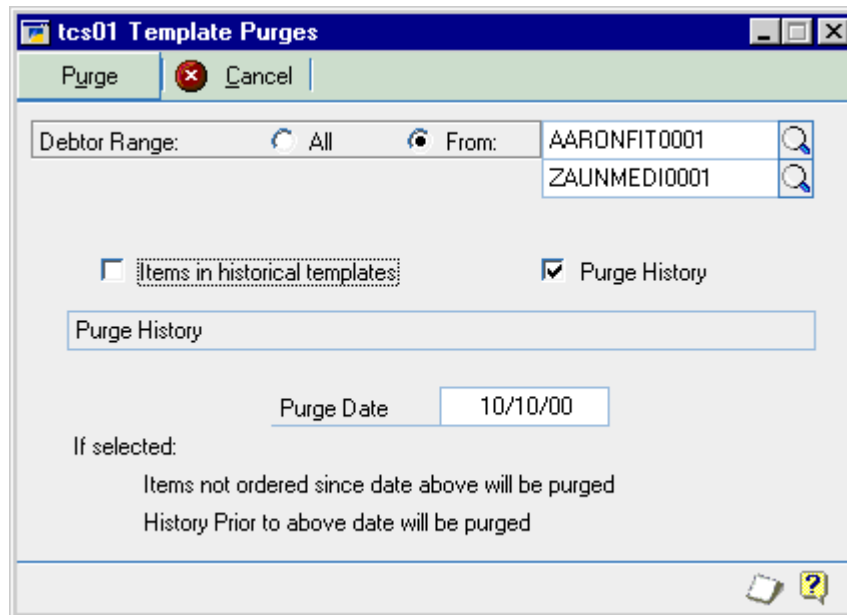 tcs01 Template Purges
Purge Cancel
Debtor Range: All From: AARONFIT0001
ZAUNMEDI0001
Items in historical templates Purge History
Purge History
Purge Date 10/10/00
If selected:
Items not ordered since date above will be purged
History Prior to above date will be purged
?